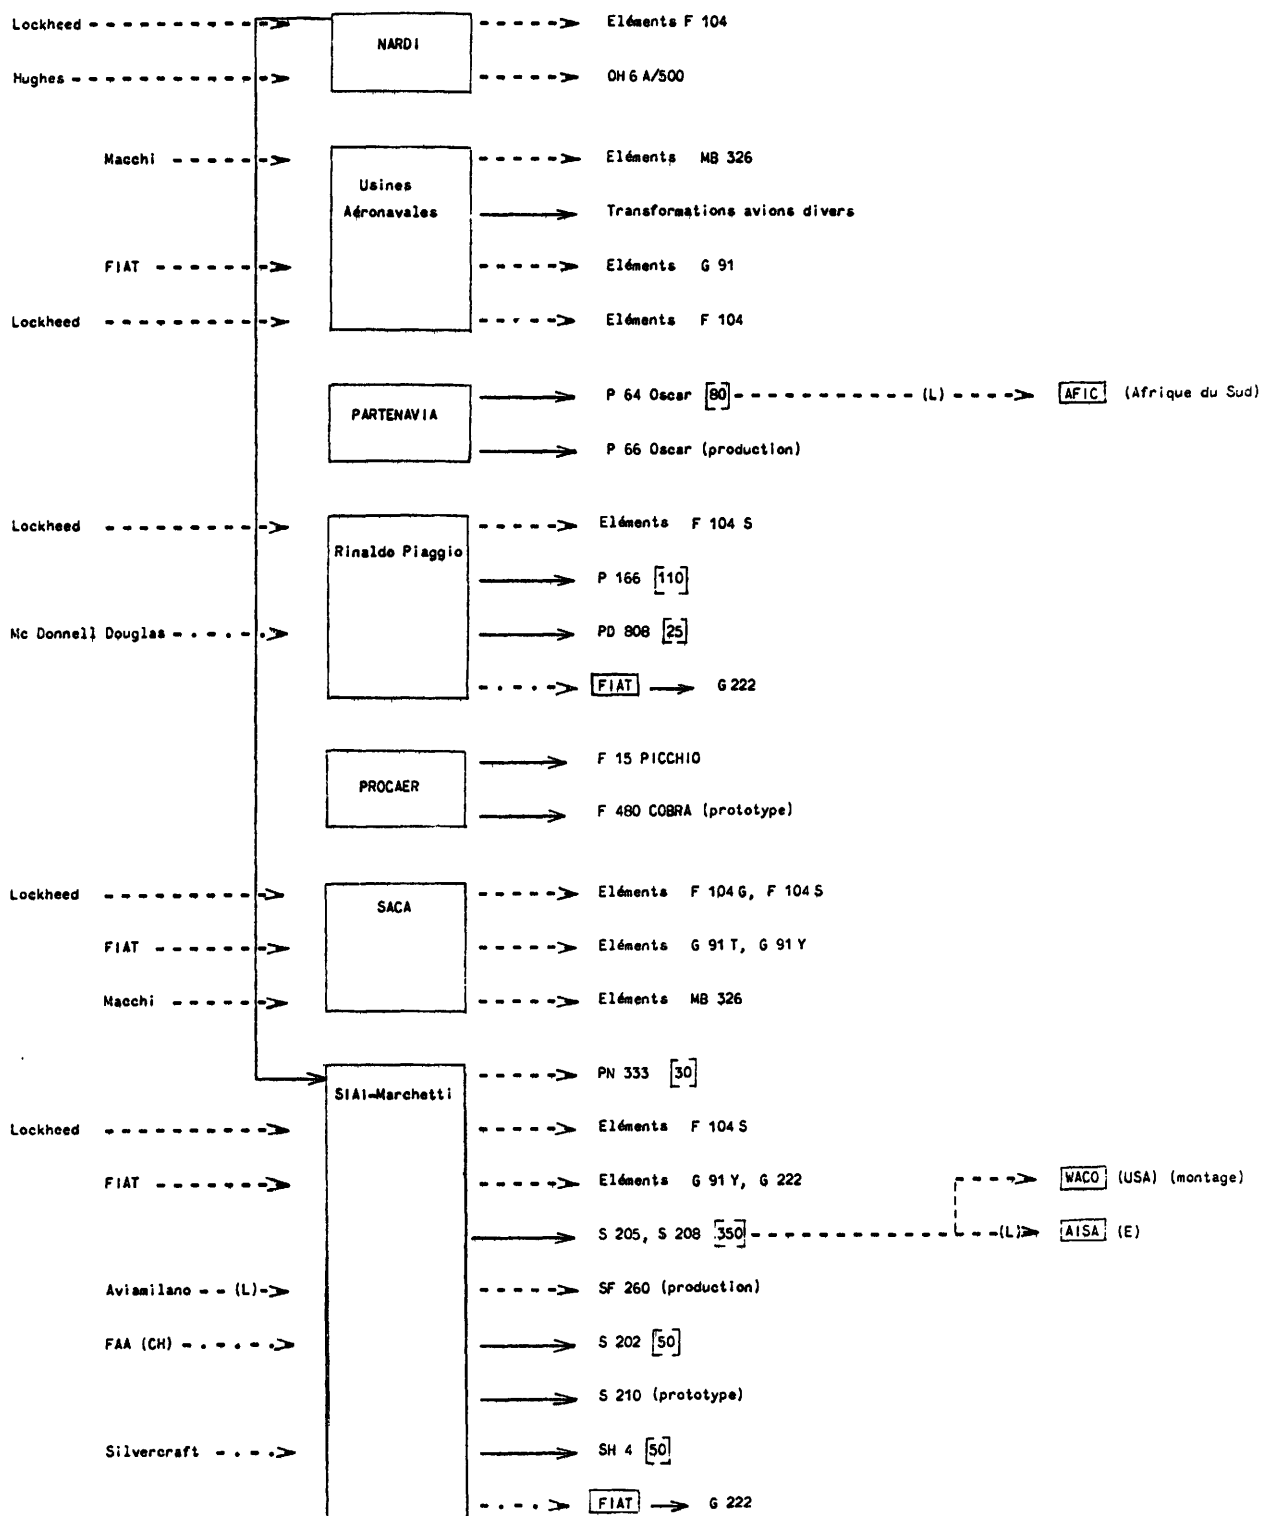 Lockheed Eléments F 104
NARDI
Hughes OH 6 A/500
Macchi Eléments MB 326
Usines
Aéronavales Transformations avions divers
FIAT Eléments G 91
Lockheed Eléments F 104
P 64 Oscar [80] (L) AFIC (Afrique du Sud)
PARTENAVIA
P 66 Oscar (production)
Lockheed Eléments F 104 S
Rinaldo Piaggio
P 166 [110]
Mc Donnell Douglas PD 808 [25]
FIAT G 222
F 15 PICCHIO
PROCAER
F 480 COBRA (prototype)
Lockheed Eléments F 104 G, F 104 S
SACA
FIAT Eléments G 91 T, G 91 Y
Macchi Eléments MB 326
PN 333 [30]
SIAI-Marchetti
Lockheed Eléments F 104 S
FIAT Eléments G 91 Y, G 222 WACO (USA) (montage)
S 205, S 208 [350] (L) AISA (E)
Aviamilano (L) SF 260 (production)
FAA (CH) S 202 [50]
S 210 (prototype)
Silvercraft SH 4 [50]
FIAT G 222